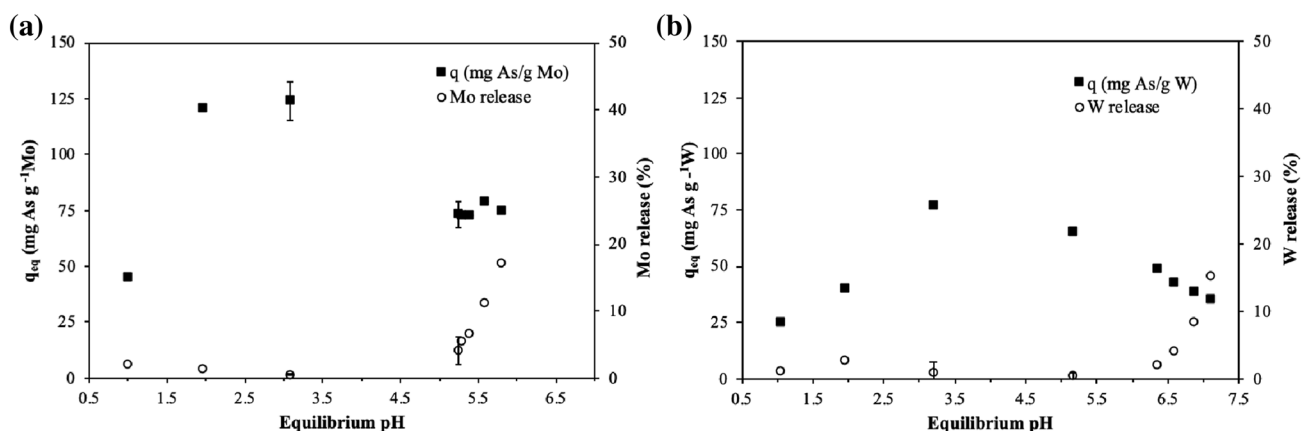 (a)
150
125
100
75
50
25
0
q_eq (mg As g -1Mo)
50
40
30
20
10
0
Mo release (%)
q (mg As/g Mo)
Mo release
0.5 1.5 2.5 3.5 4.5 5.5 6.5
Equilibrium pH
(b)
150
125
100
75
50
25
0
q_eq (mg As g -1W)
50
40
30
20
10
0
W release (%)
q (mg As/g W)
W release
0.5 1.5 2.5 3.5 4.5 5.5 6.5 7.5
Equilibrium pH